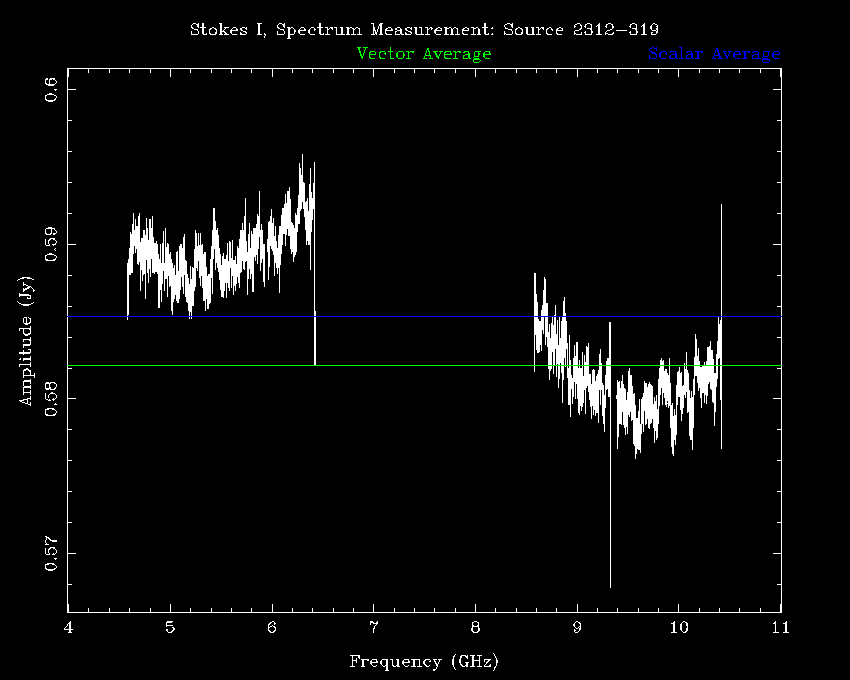 Stokes I, Spectrum Measurement: Source 2312-319
Vector Average Scalar Average
0.6
0.59
0.58
0.57
Amplitude (Jy)
4 5 6 7 8 9 10 11
Frequency (GHz)